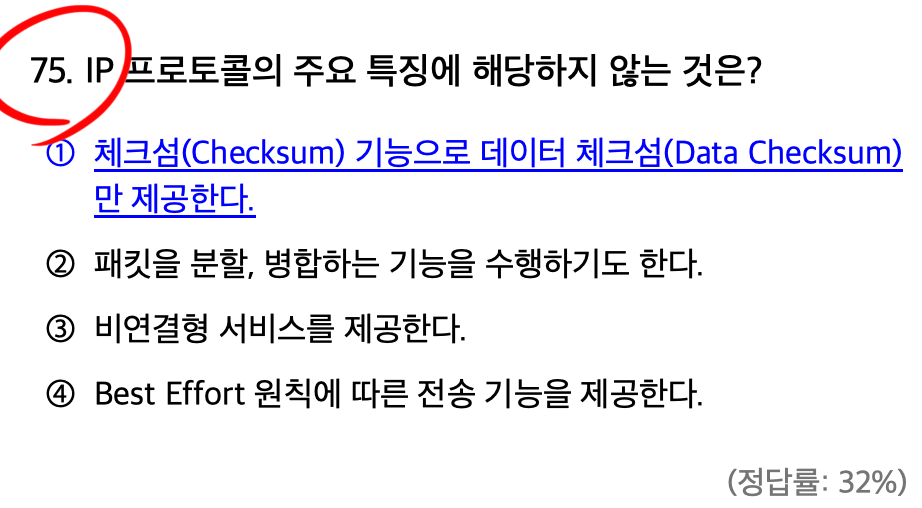 75. IP 프로토콜의 주요 특징에 해당하지 않는 것은?
① 체크섬(Checksum) 기능으로 데이터 체크섬(Data Checksum)
만 제공한다.
② 패킷을 분할, 병합하는 기능을 수행하기도 한다.
③ 비연결형 서비스를 제공한다.
④ Best Effort 원칙에 따른 전송 기능을 제공한다.
(정답률: 32%)